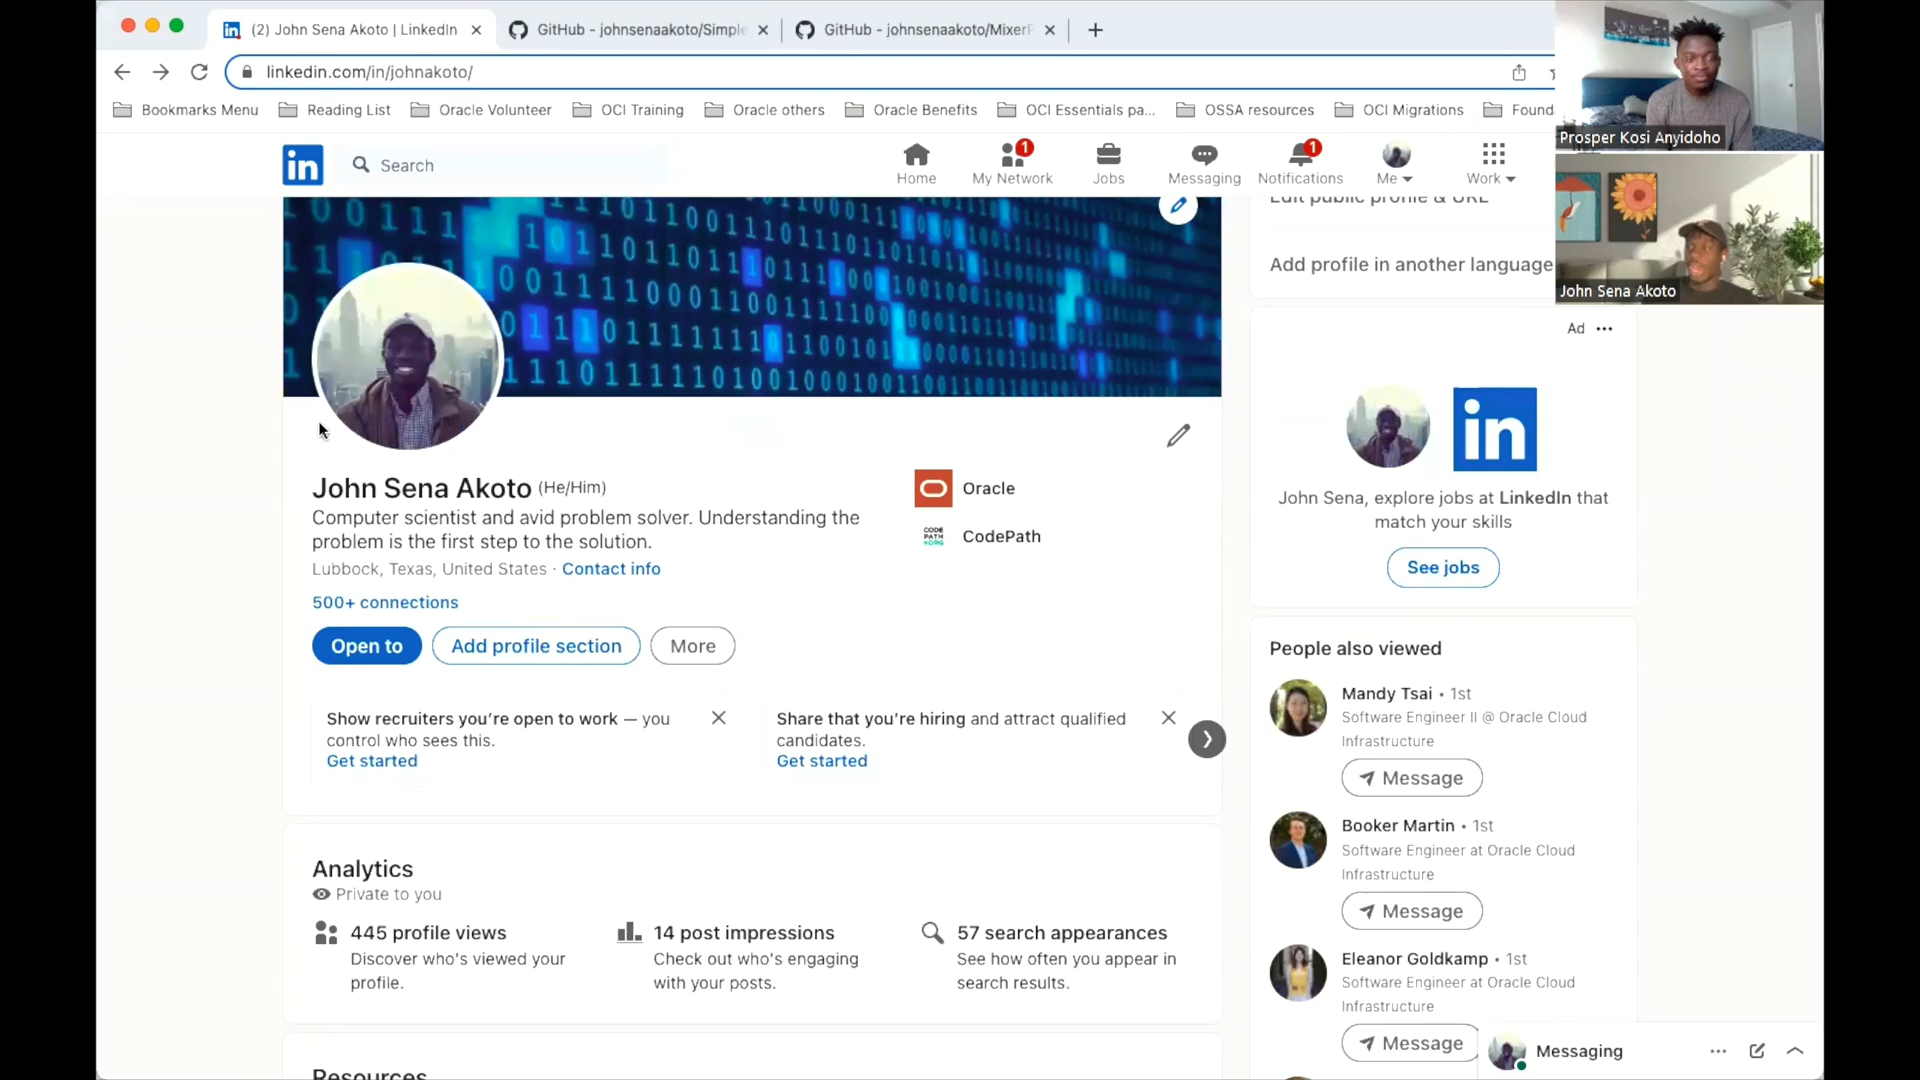 (2) John Sena Akoto | LinkedIn
GitHub - johnsenaakoto/Simple
GitHub - johnsenaakoto/MixerF
linkedin.com/in/johnakoto/
Bookmarks Menu
Reading List
Oracle Volunteer
OCI Training
Oracle others
Oracle Benefits
OCI Essentials pa...
OSSA resources
OCI Migrations
Found
Prosper Kosi Anyidoho
John Sena Akoto
in
Search
Home
1
My Network
Jobs
Messaging
1
Notifications
Me
Work
Edit public profile & URL
Add profile in another language
John Sena Akoto (He/Him)
Computer scientist and avid problem solver. Understanding the
problem is the first step to the solution.
Lubbock, Texas, United States · Contact info
500+ connections
Open to
Add profile section
More
Oracle
CODE
PATH
*ORG
CodePath
Show recruiters you're open to work — you
control who sees this.
Get started
Share that you're hiring and attract qualified
candidates.
Get started
Analytics
Private to you
445 profile views
Discover who's viewed your
profile.
14 post impressions
Check out who's engaging
with your posts.
57 search appearances
See how often you appear in
search results.
Resources
Ad ...
in
John Sena, explore jobs at LinkedIn that
match your skills
See jobs
People also viewed
Mandy Tsai • 1st
Software Engineer II @ Oracle Cloud
Infrastructure
Message
Booker Martin • 1st
Software Engineer at Oracle Cloud
Infrastructure
Message
Eleanor Goldkamp • 1st
Software Engineer at Oracle Cloud
Infrastructure
Message
Messaging